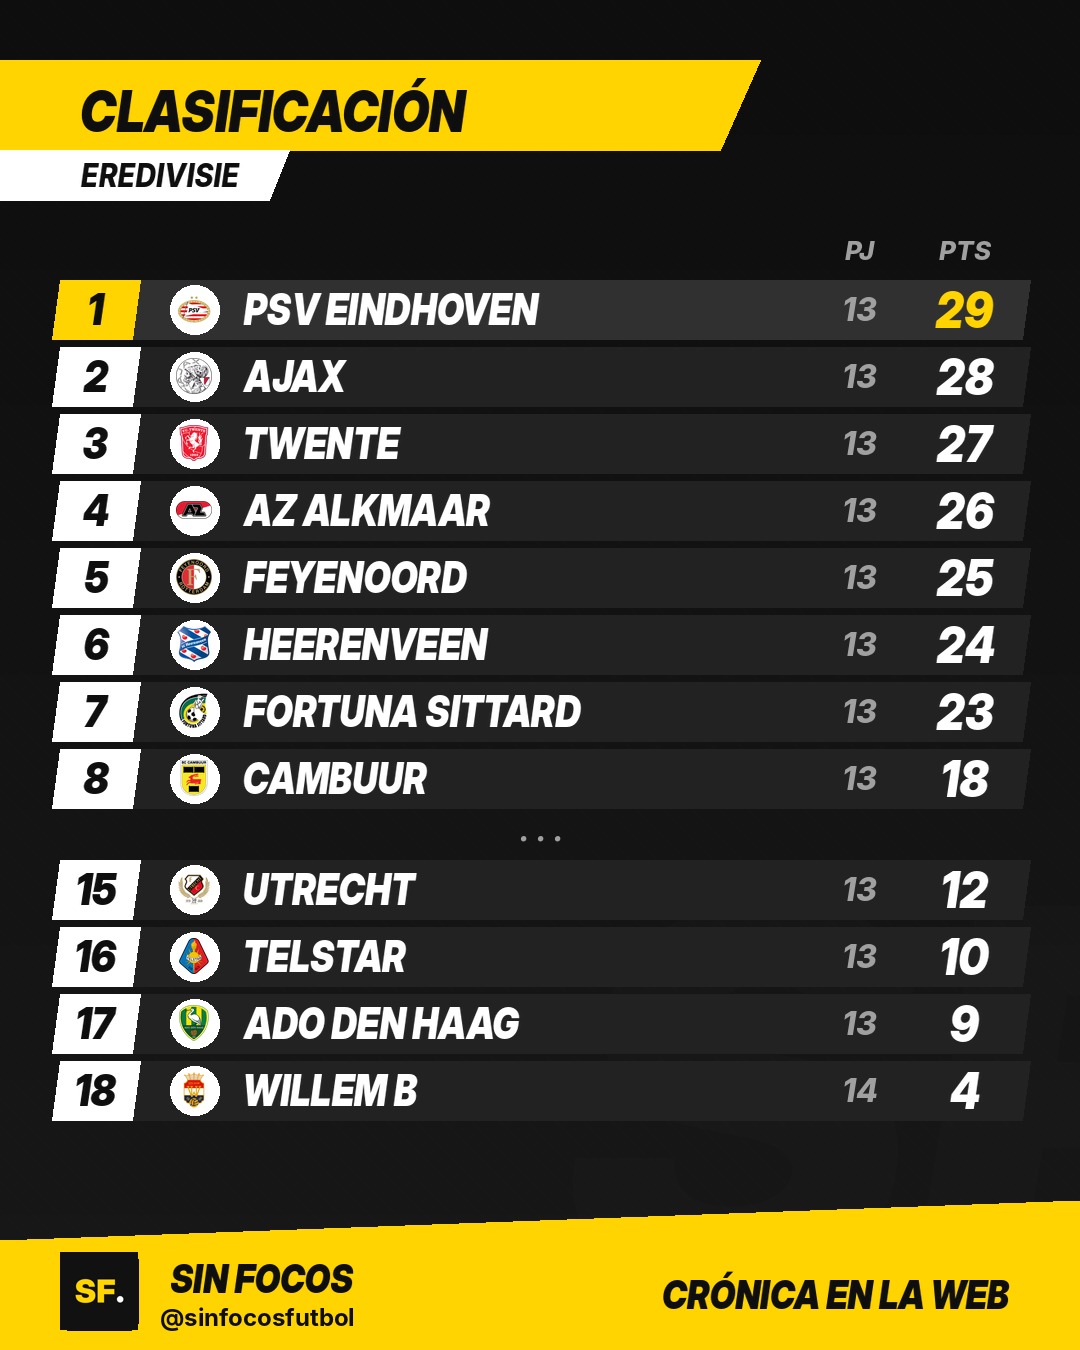 CLASIFICACIÓN
EREDIVISIE
PJ PTS
1 PSV EINDHOVEN 13 29
2 AJAX 13 28
3 TWENTE 13 27
4 AZ ALKMAAR 13 26
5 FEYENOORD 13 25
6 HEERENVEEN 13 24
7 FORTUNA SITTARD 13 23
8 CAMBUUR 13 18
...
15 UTRECHT 13 12
16 TELSTAR 13 10
17 ADO DEN HAAG 13 9
18 WILLEM B 14 4
SF. SIN FOCOS
@sinfocosfutbol
CRÓNICA EN LA WEB